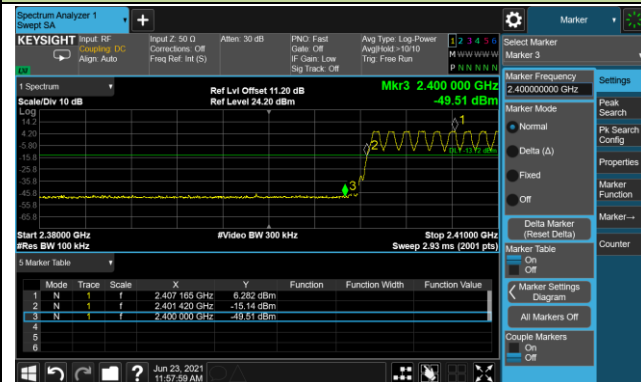 Spectrum Analyzer 1
Swept SA
+
Marker
KEYSIGHT
Input: RF
Coupling: DC
Align: Auto
Input Z: 50 Ω
Corrections: Off
Freq Ref: Int (S)
Atten: 30 dB
PNO: Fast
Gate: Off
IF Gain: Low
Sig Track: Off
Avg Type: Log-Power
Avg|Hold:>10/10
Trig: Free Run
1 2 3 4 5 6
M W W W W W
P N N N N N
Select Marker
Marker 3
LXI
1 Spectrum
Scale/Div 10 dB
Ref Lvl Offset 11.20 dB
Ref Level 24.20 dBm
Mkr3 2.400 000 GHz
-49.51 dBm
Log
14.2
4.20
-5.80
-15.8
-25.8
-35.8
-45.8
-55.8
-65.8
1
2
3
Start 2.38000 GHz
#Res BW 100 kHz
#Video BW 300 kHz
Stop 2.41000 GHz
Sweep 2.93 ms (2001 pts)
5 Marker Table
Mode Trace Scale X Y Function Function Width Function Value
1 N 1 f 2.407 165 GHz 6.282 dBm
2 N 1 f 2.401 420 GHz -15.14 dBm
3 N 1 f 2.400 000 GHz -49.51 dBm
4
5
6
Marker Frequency
2.400000000 GHz
Marker Mode
Normal
Delta (Δ)
Fixed
Off
Delta Marker
(Reset Delta)
Marker Table
On
Off
Marker Settings
Diagram
All Markers Off
Couple Markers
On
Off
Settings
Peak
Search
Pk Search
Config
Properties
Marker
Function
Marker→
Counter
?
Jun 23, 2021
11:57:59 AM